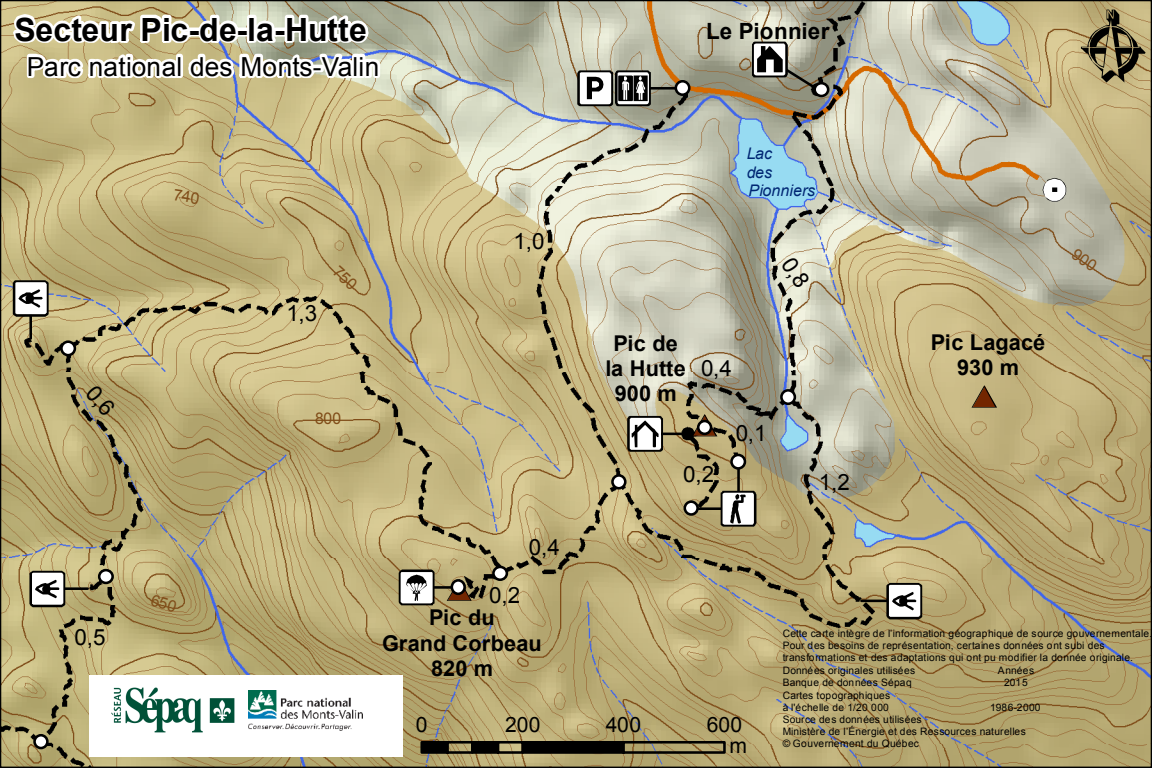 Secteur Pic-de-la-Hutte
Parc national des Monts-Valin
Le Pionnier
P
Lac
des
Pionniers
740
750
1,0
0,8
900
1,3
Pic de
la Hutte
900 m
0,4
Pic Lagacé
930 m
0,6
800
0,1
0,2
1,2
0,4
0,2
650
Pic du
Grand Corbeau
820 m
0,5
Cette carte intègre de l'information géographique de source gouvernementale.
Pour des besoins de représentation, certaines données ont subi des
transformations et des adaptations qui ont pu modifier la donnée originale.
Données originales utilisées Années
Banque de données Sépaq 2015
Cartes topographiques
à l'échelle de 1/20 000 1986-2000
Source des données utilisées
Ministère de l'Énergie et des Ressources naturelles
© Gouvernement du Québec
RÉSEAU
Sépaq
Parc national
des Monts-Valin
Conserver. Découvrir. Partager.
0 200 400 600
m